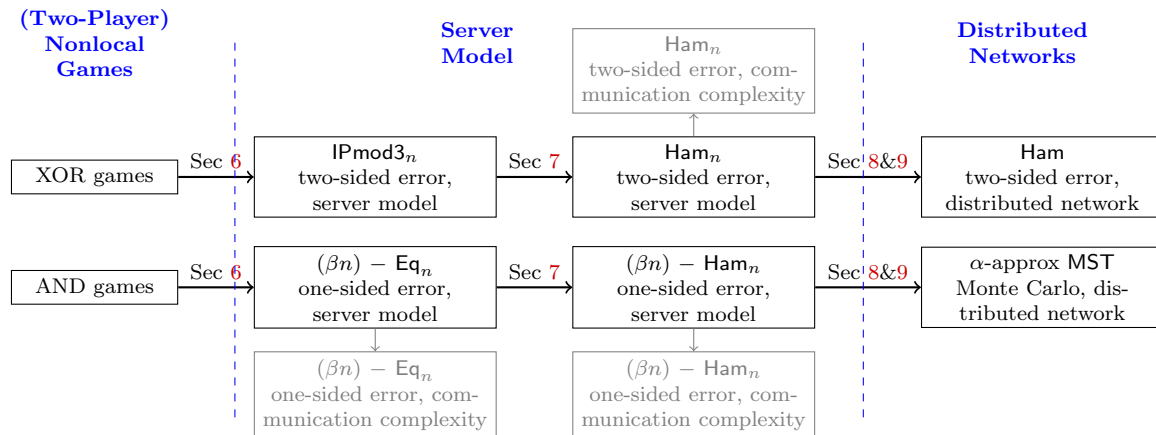 (Two-Player)
Nonlocal
Games
Server
Model
Distributed
Networks
Ham_n
two-sided error, com-
munication complexity
XOR games
Sec 6
IPmod3_n
two-sided error,
server model
Sec 7
Ham_n
two-sided error,
server model
Sec 8&9
Ham
two-sided error,
distributed network
AND games
Sec 6
(βn) − Eq_n
one-sided error,
server model
Sec 7
(βn) − Ham_n
one-sided error,
server model
Sec 8&9
α-approx MST
Monte Carlo, dis-
tributed network
(βn) − Eq_n
one-sided error, com-
munication complexity
(βn) − Ham_n
one-sided error, com-
munication complexity